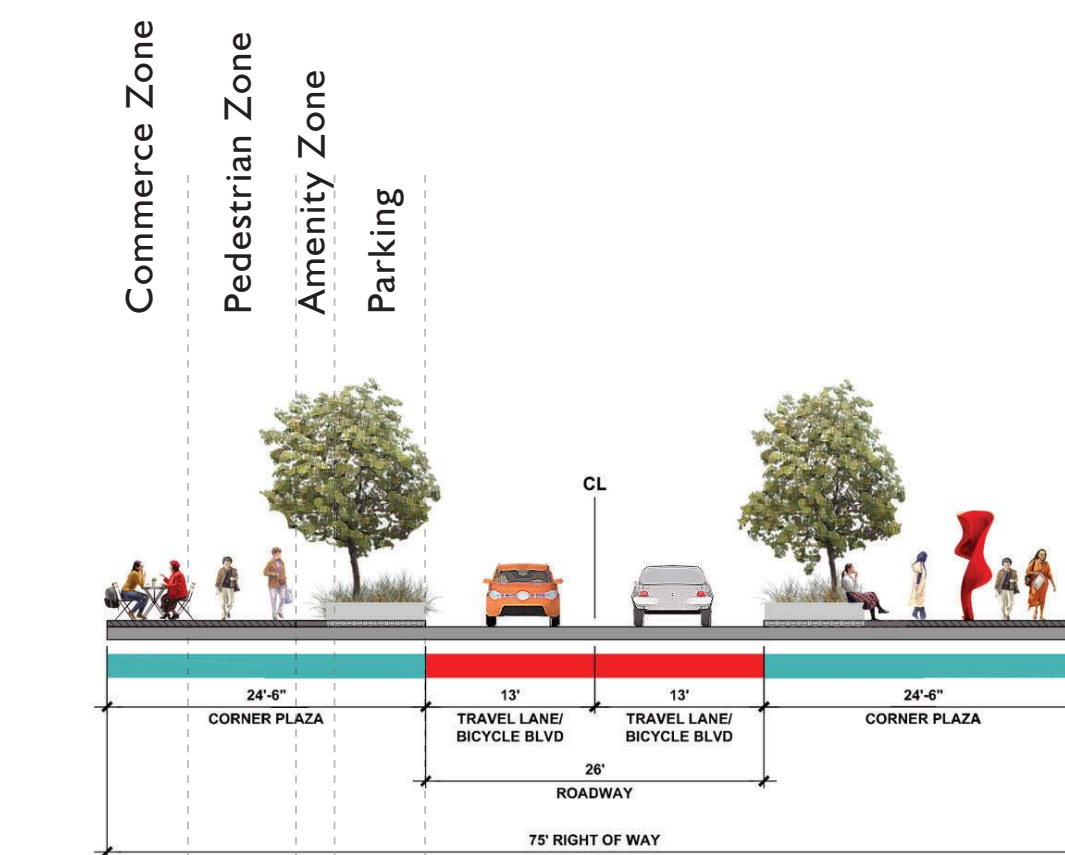 Commerce Zone
Pedestrian Zone
Amenity Zone
Parking
CL
24'-6"
13'
13'
24'-6"
CORNER PLAZA
TRAVEL LANE/
BICYCLE BLVD
TRAVEL LANE/
BICYCLE BLVD
CORNER PLAZA
26'
ROADWAY
75' RIGHT OF WAY